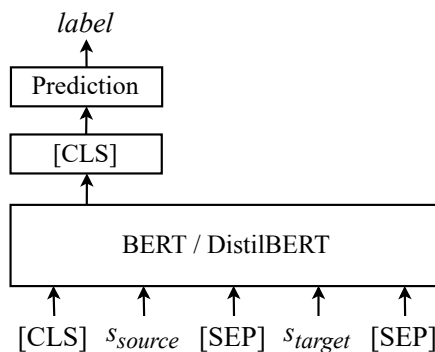 label
Prediction
[CLS]
BERT / DistilBERT
[CLS] s_source [SEP] s_target [SEP]